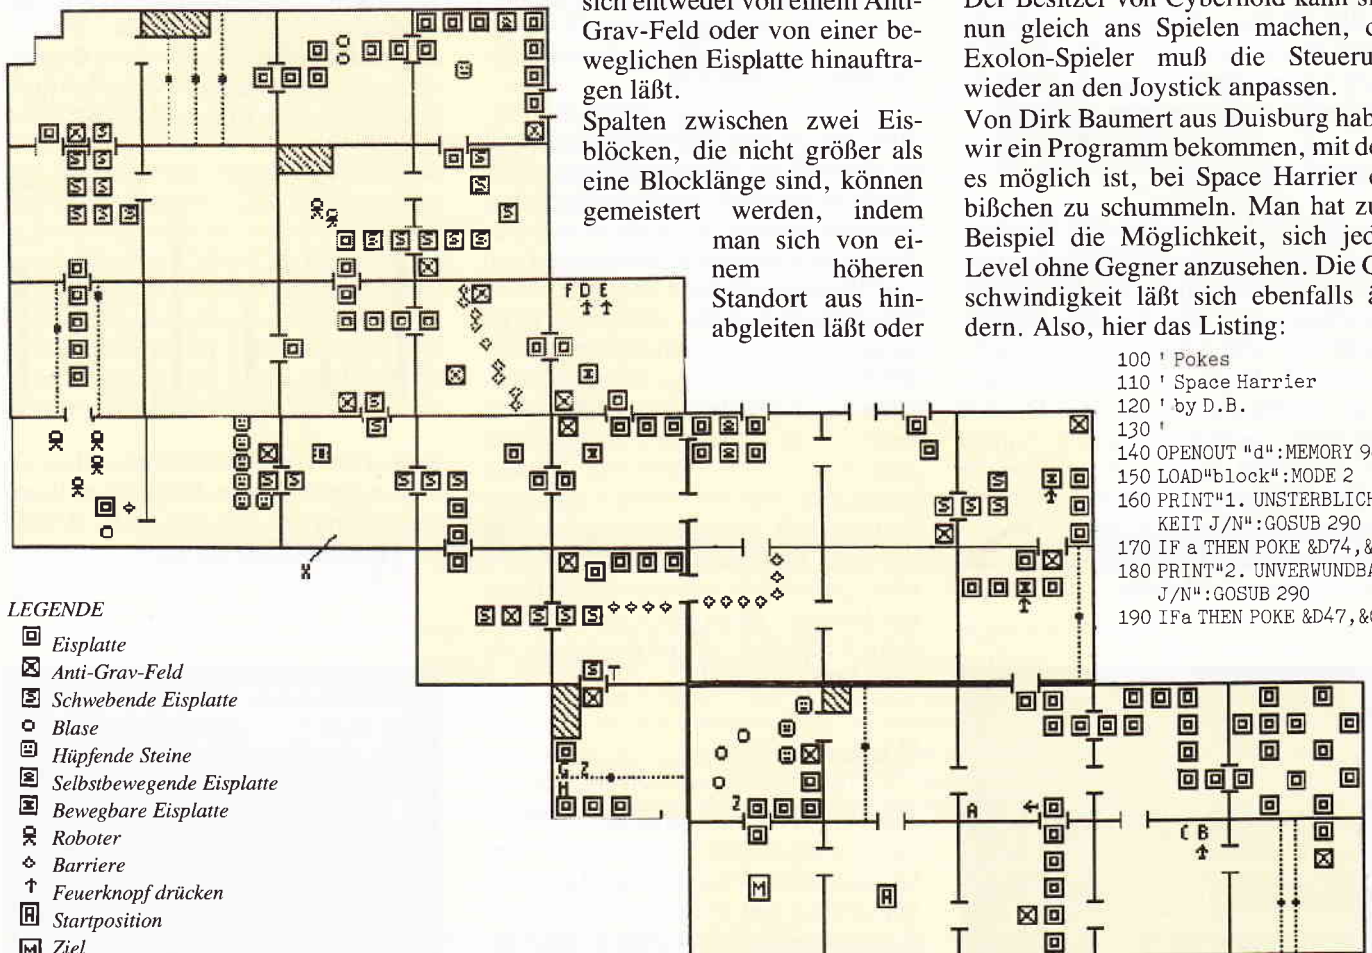 sich entweder von einem Anti-
Grav-Feld oder von einer be-
weglichen Eisplatte hinauftra-
gen läßt.
Spalten zwischen zwei Eis-
blöcken, die nicht größer als
eine Blocklänge sind, können
gemeistert werden, indem
man sich von ei-
nem höheren
Standort aus hin-
abgleiten läßt oder
Der Besitzer von Cybernoid kann
nun gleich ans Spielen machen,
Exolon-Spieler muß die
wieder an den Joystick anpassen.
Von Dirk Baumert aus Duisburg
wir ein Programm bekommen, mit
es möglich ist, bei Space Harrier
bißchen zu schummeln. Man hat
Beispiel die Möglichkeit, sich
Level ohne Gegner anzusehen. Die
schwindigkeit läßt sich ebenfalls
dern. Also, hier das Listing:
100 ' Pokes
110 ' Space Harrier
120 ' by D.B.
130 '
140 OPENOUT "d":MEMORY
150 LOAD"block":MODE 2
160 PRINT"1. UNSTERBLICH
KEIT J/N":GOSUB 290
170 IF a THEN POKE &D74,&
180 PRINT"2. UNVERWUNDBA
J/N":GOSUB 290
190 IFa THEN POKE &D47,&
F D E
X
T
G Z
H
Z
A
C B
M
A
LEGENDE
Eisplatte
Anti-Grav-Feld
Schwebende Eisplatte
Blase
Hüpfende Steine
Selbstbewegende Eisplatte
Bewegbare Eisplatte
Roboter
Barriere
Feuerknopf drücken
Startposition
Ziel